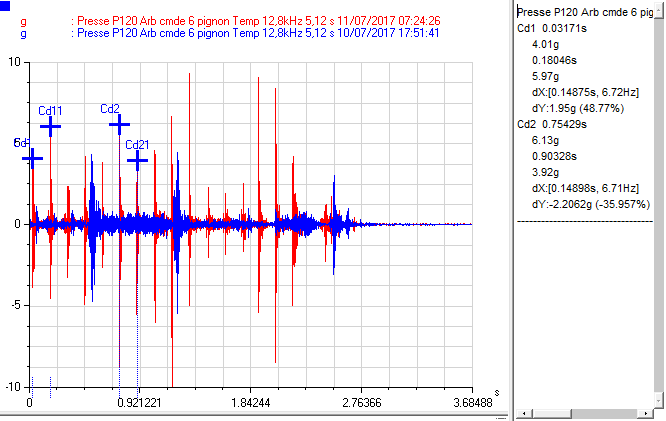 g : Presse P120 Arb cmde 6 pignon Temp 12,8kHz 5,12 s 11/07/2017 07:24:26
g : Presse P120 Arb cmde 6 pignon Temp 12,8kHz 5,12 s 10/07/2017 17:51:41
10
5
0
-5
-10
Cd11
Cd2
Cd21
s
0 0.921221 1.84244 2.76366 3.68488
Presse P120 Arb cmde 6 pig
Cd1 0.03171s
4.01g
0.18046s
5.97g
dX:[0.14875s, 6.72Hz]
dY:1.95g (48.77%)
Cd2 0.75429s
6.13g
0.90328s
3.92g
dX:[0.14898s, 6.71Hz]
dY:-2.2062g (-35.957%)